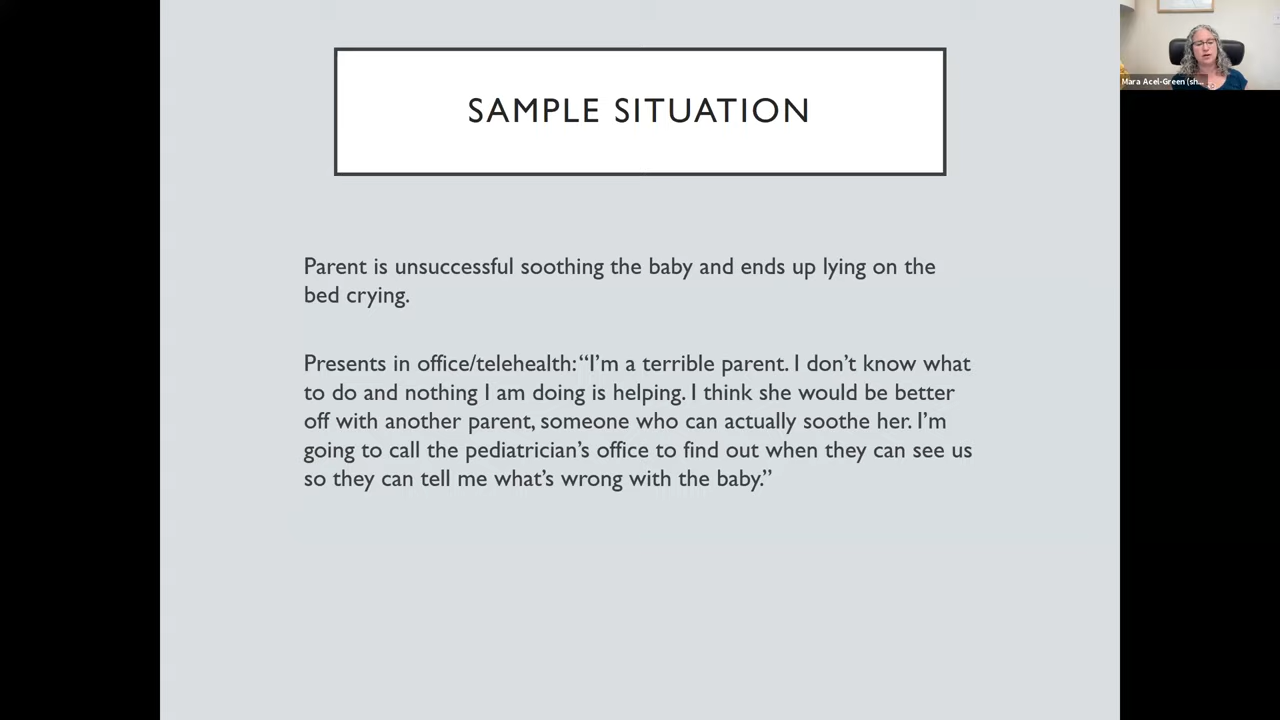 SAMPLE SITUATION
Parent is unsuccessful soothing the baby and ends up lying on the
bed crying.
Presents in office/telehealth: “I’m a terrible parent. I don’t know what
to do and nothing I am doing is helping. I think she would be better
off with another parent, someone who can actually soothe her. I’m
going to call the pediatrician’s office to find out when they can see us
so they can tell me what’s wrong with the baby.”
Mara Acel-Green (sh...